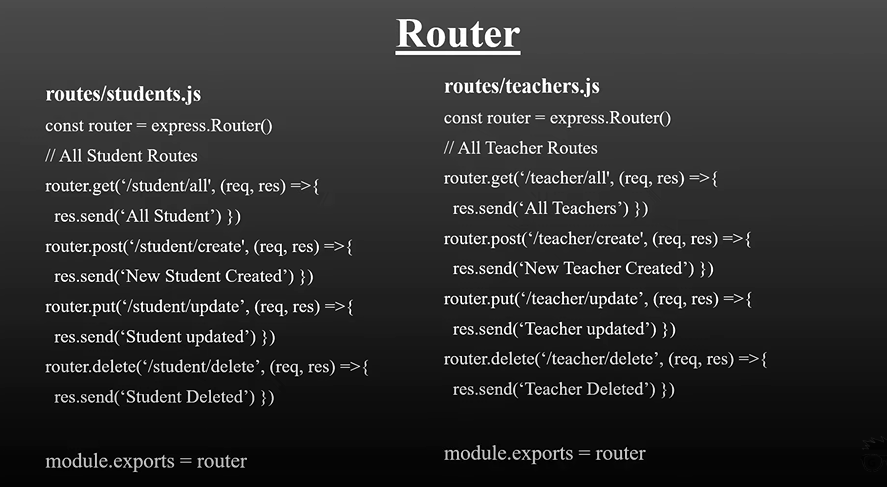 Router
routes/students.js
const router = express.Router()
// All Student Routes
router.get(‘/student/all', (req, res) =>{
res.send(‘All Student’) })
router.post(‘/student/create', (req, res) =>{
res.send(‘New Student Created’) })
router.put(‘/student/update’, (req, res) =>{
res.send(‘Student updated’) })
router.delete(‘/student/delete’, (req, res) =>{
res.send(‘Student Deleted’) })
module.exports = router
routes/teachers.js
const router = express.Router()
// All Teacher Routes
router.get(‘/teacher/all', (req, res) =>{
res.send(‘All Teachers’) })
router.post(‘/teacher/create', (req, res) =>{
res.send(‘New Teacher Created’) })
router.put(‘/teacher/update’, (req, res) =>{
res.send(‘Teacher updated’) })
router.delete(‘/teacher/delete’, (req, res) =>{
res.send(‘Teacher Deleted’) })
module.exports = router